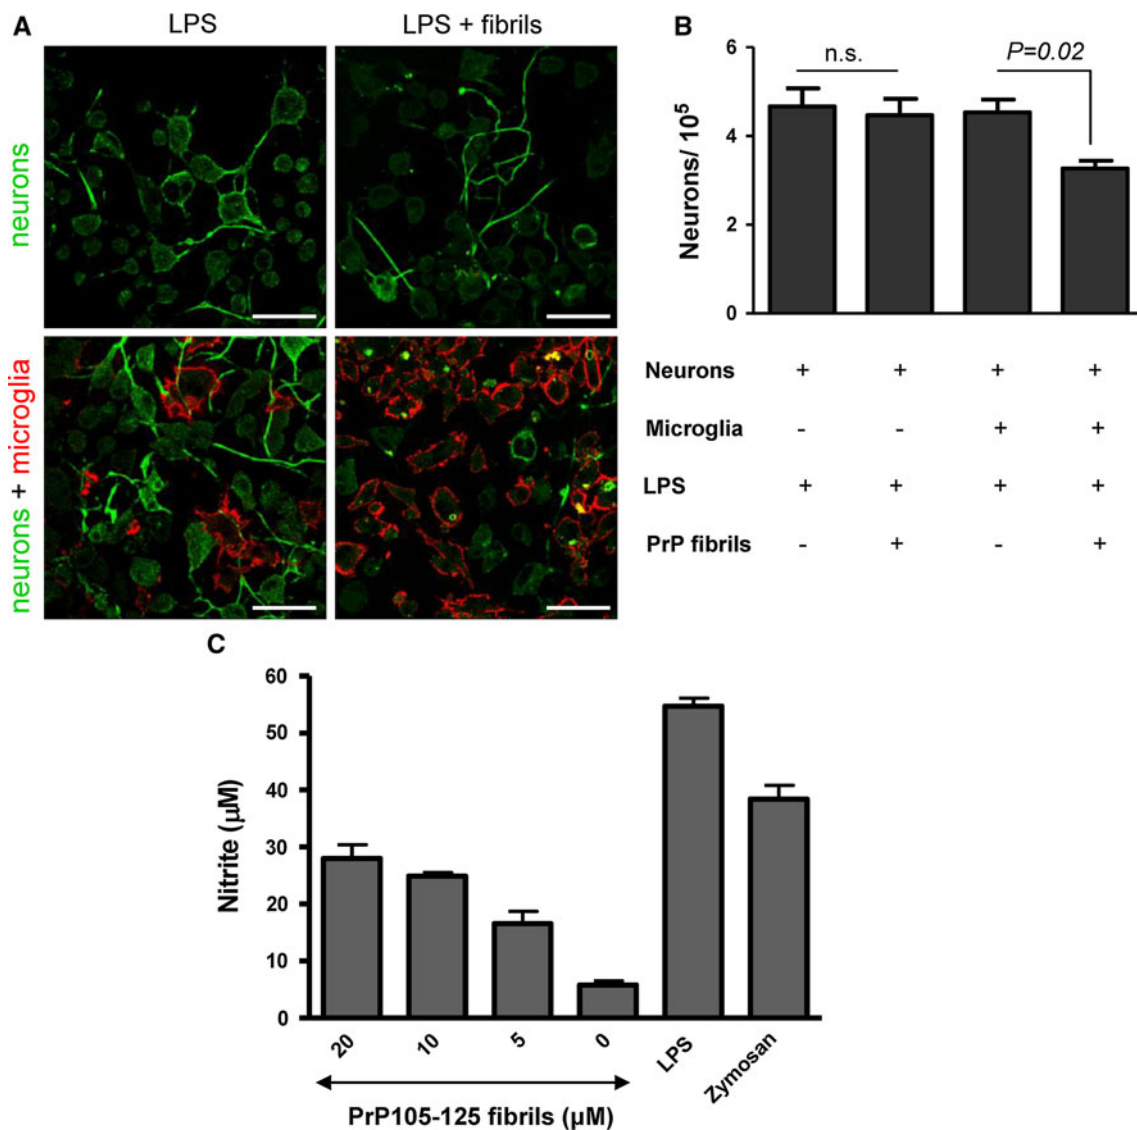 A
LPS
LPS + fibrils
neurons
neurons + microglia
B
6
4
2
0
Neurons/ 10⁵
n.s.
P=0.02
Neurons + + + +
Microglia - - + +
LPS + + + +
PrP fibrils - + - +
C
60
50
40
30
20
10
0
Nitrite (μM)
20 10 5 0 LPS Zymosan
PrP105-125 fibrils (μM)